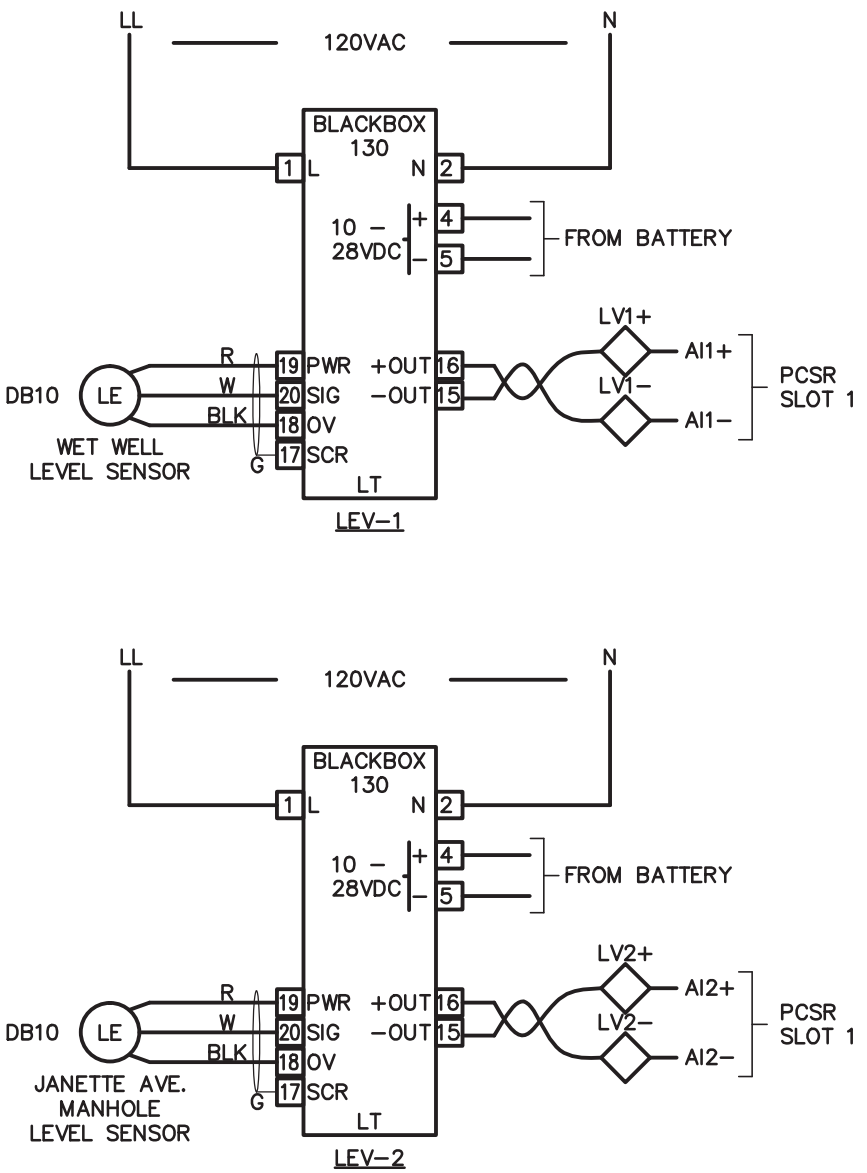 LL 120VAC N
BLACKBOX
130
1 L N 2
10 - + 4
28VDC - 5
FROM BATTERY
LV1+
R 19 PWR +OUT 16 AI1+
DB10 LE W 20 SIG -OUT 15 LV1- PCSR
SLOT 1
BLK 18 OV AI1-
WET WELL
LEVEL SENSOR
G 17 SCR
LT
LEV-1
LL 120VAC N
BLACKBOX
130
1 L N 2
10 - + 4
28VDC - 5
FROM BATTERY
LV2+
R 19 PWR +OUT 16 AI2+
DB10 LE W 20 SIG -OUT 15 LV2- PCSR
SLOT 1
BLK 18 OV AI2-
JANETTE AVE.
MANHOLE
LEVEL SENSOR
G 17 SCR
LT
LEV-2